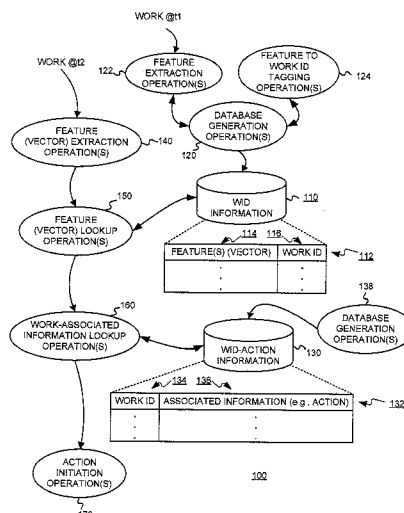 WORK @t1
WORK @t2
122
FEATURE
EXTRACTION
OPERATION(S)
FEATURE TO
WORK ID
TAGGING
OPERATION(S)
124
FEATURE
(VECTOR) EXTRACTION
OPERATION(S)
140
DATABASE
GENERATION
OPERATION(S)
120
150
FEATURE
(VECTOR) LOOKUP
OPERATION(S)
WID
INFORMATION
110
114
116
FEATURE(S) (VECTOR)
WORK ID
112
160
WORK-ASSOCIATED
INFORMATION LOOKUP
OPERATION(S)
138
DATABASE
GENERATION
OPERATION(S)
WID-ACTION
INFORMATION
130
134
136
WORK ID
ASSOCIATED INFORMATION (e.g., ACTION)
132
ACTION
INITIATION
OPERATION(S)
100